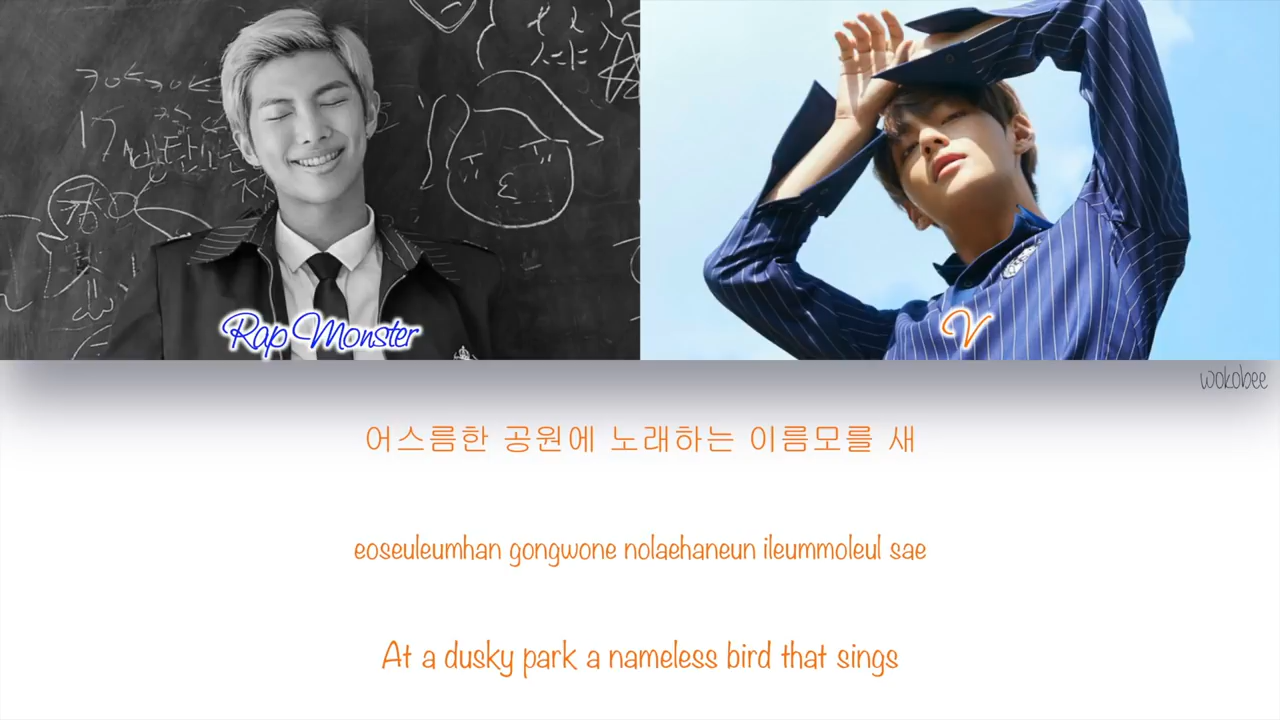 Rap Monster
V
wokobee
어스름한 공원에 노래하는 이름모를 새
eoseuleumhan gongwone nolaehaneun ileummoleul sae
At a dusky park a nameless bird that sings